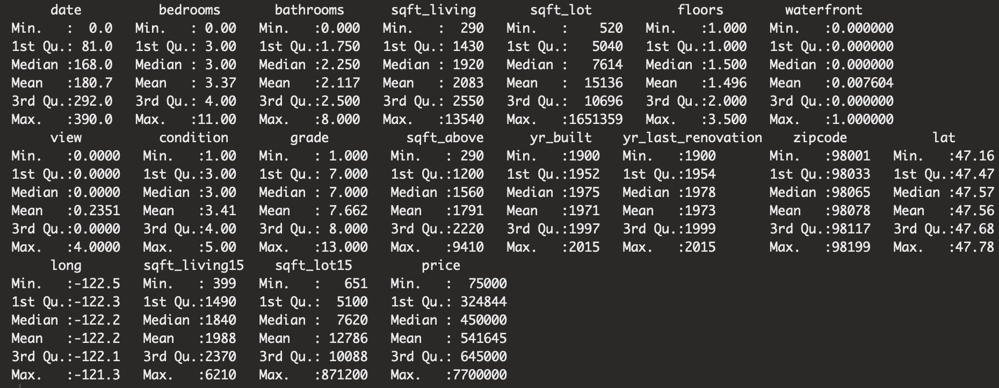 date          bedrooms       bathrooms      sqft_living       sqft_lot           floors        waterfront
Min.   :  0.0   Min.   : 0.00   Min.   :0.000   Min.   :  290   Min.   :    520   Min.   :1.000   Min.   :0.000000
1st Qu.: 81.0   1st Qu.: 3.00   1st Qu.:1.750   1st Qu.: 1430   1st Qu.:   5040   1st Qu.:1.000   1st Qu.:0.000000
Median :168.0   Median : 3.00   Median :2.250   Median : 1920   Median :   7614   Median :1.500   Median :0.000000
Mean   :180.7   Mean   : 3.37   Mean   :2.117   Mean   : 2083   Mean   :  15136   Mean   :1.496   Mean   :0.007604
3rd Qu.:292.0   3rd Qu.: 4.00   3rd Qu.:2.500   3rd Qu.: 2550   3rd Qu.:  10696   3rd Qu.:2.000   3rd Qu.:0.000000
Max.   :390.0   Max.   :11.00   Max.   :8.000   Max.   :13540   Max.   :1651359   Max.   :3.500   Max.   :1.000000
     view          condition        grade          sqft_above      yr_built    yr_last_renovation    zipcode           lat
Min.   :0.0000   Min.   :1.00   Min.   : 1.000   Min.   : 290   Min.   :1900   Min.   :1900       Min.   :98001   Min.   :47.16
1st Qu.:0.0000   1st Qu.:3.00   1st Qu.: 7.000   1st Qu.:1200   1st Qu.:1952   1st Qu.:1954       1st Qu.:98033   1st Qu.:47.47
Median :0.0000   Median :3.00   Median : 7.000   Median :1560   Median :1975   Median :1978       Median :98065   Median :47.57
Mean   :0.2351   Mean   :3.41   Mean   : 7.662   Mean   :1791   Mean   :1971   Mean   :1973       Mean   :98078   Mean   :47.56
3rd Qu.:0.0000   3rd Qu.:4.00   3rd Qu.: 8.000   3rd Qu.:2220   3rd Qu.:1997   3rd Qu.:1999       3rd Qu.:98117   3rd Qu.:47.68
Max.   :4.0000   Max.   :5.00   Max.   :13.000   Max.   :9410   Max.   :2015   Max.   :2015       Max.   :98199   Max.   :47.78
     long        sqft_living15    sqft_lot15         price
Min.   :-122.5   Min.   : 399   Min.   :   651   Min.   :  75000
1st Qu.:-122.3   1st Qu.:1490   1st Qu.:  5100   1st Qu.: 324844
Median :-122.2   Median :1840   Median :  7620   Median : 450000
Mean   :-122.2   Mean   :1988   Mean   : 12786   Mean   : 541645
3rd Qu.:-122.1   3rd Qu.:2370   3rd Qu.: 10088   3rd Qu.: 645000
Max.   :-121.3   Max.   :6210   Max.   :871200   Max.   :7700000